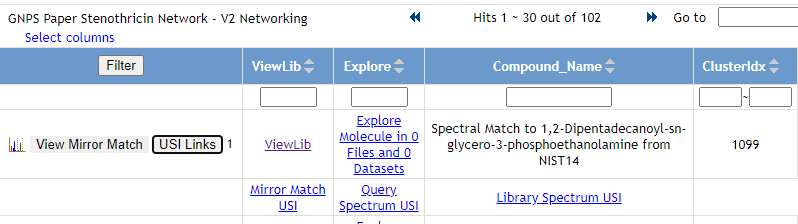 GNPS Paper Stenothricin Network - V2 Networking
Hits 1 ~ 30 out of 102
Go to
Select columns
Filter
ViewLib
Explore
Compound_Name
ClusterIdx
~
View Mirror Match
USI Links
1
ViewLib
Explore
Molecule in 0
Files and 0
Datasets
Spectral Match to 1,2-Dipentadecanoyl-sn-
glycero-3-phosphoethanolamine from
NIST14
1099
Mirror Match
USI
Query
Spectrum USI
Library Spectrum USI